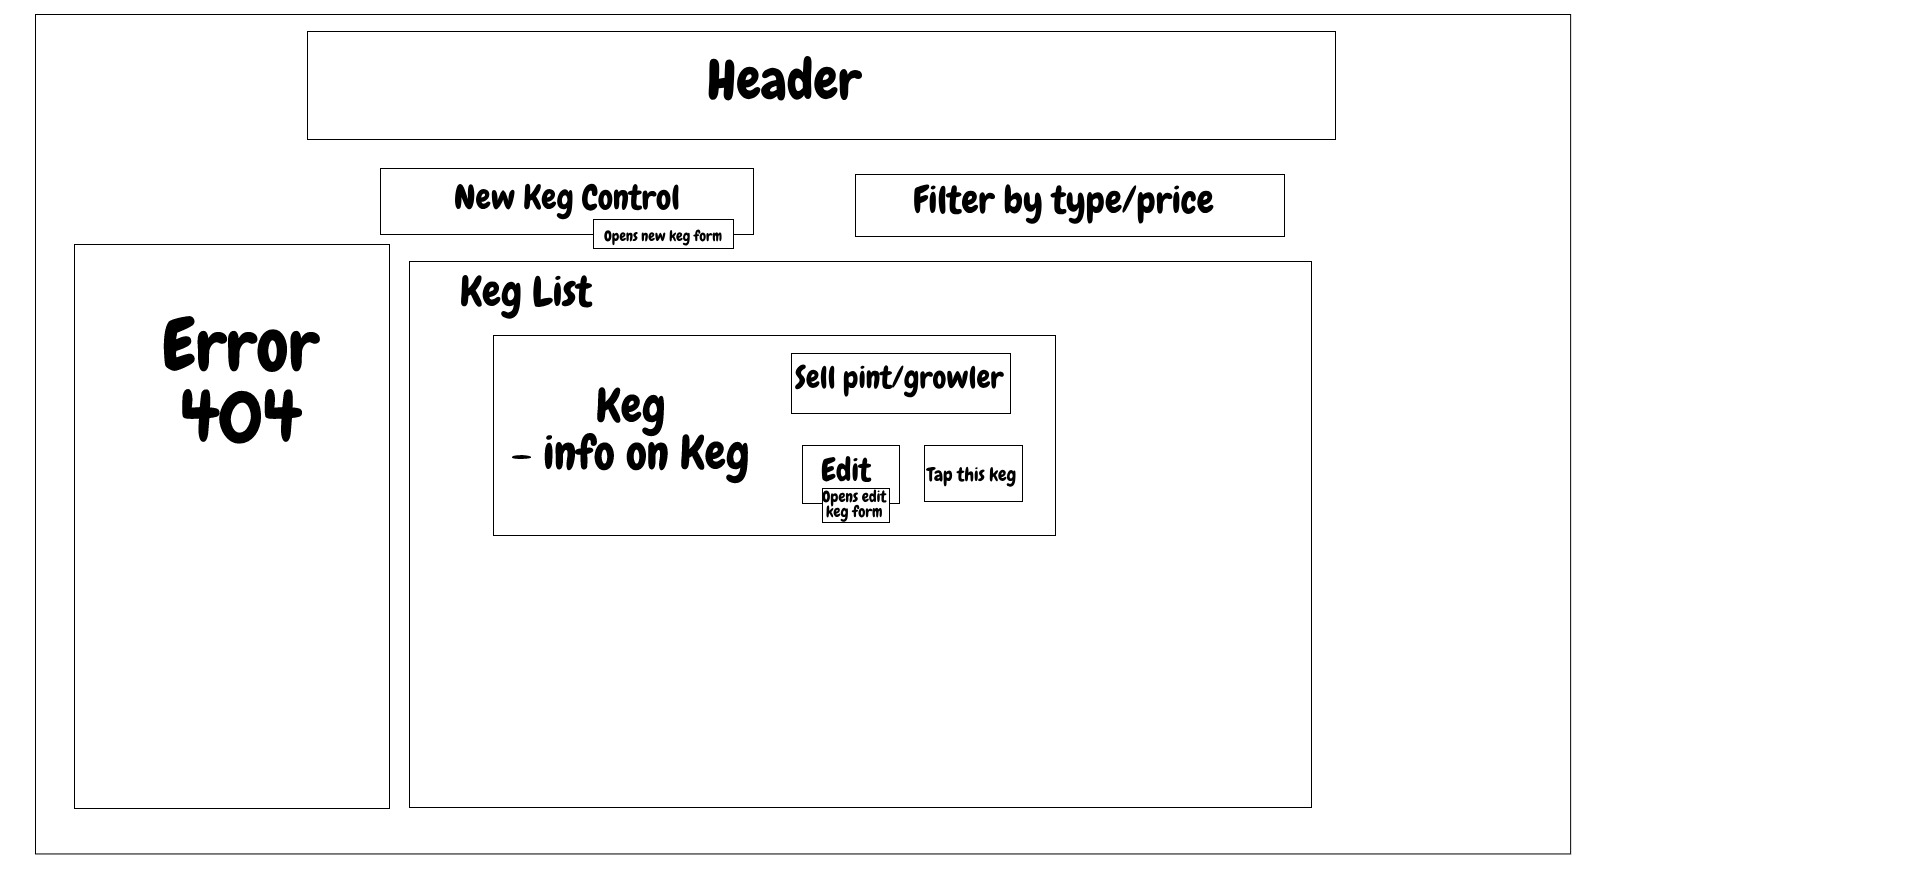 Header
New Keg Control
Opens new keg form
Filter by type/price
Error
404
Keg List
Keg
- info on Keg
Sell pint/growler
Edit
Opens edit
keg form
Tap this keg